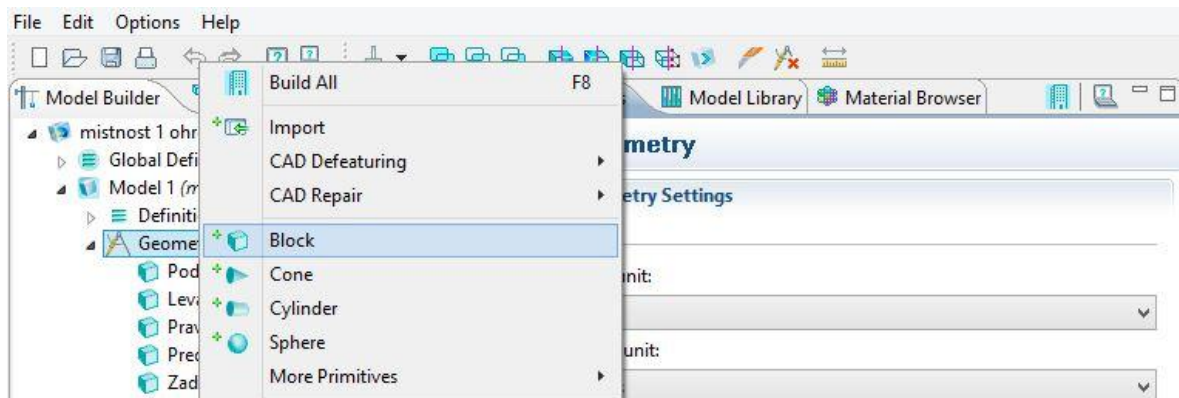 File Edit Options Help
Model Builder
Model Library
Material Browser
mistnost 1 ohr
Global Defi
Model 1 (m
Definiti
Geome
Pod
Leva
Prav
Pred
Zad
Build All F8
Import
CAD Defeaturing
CAD Repair
Block
Cone
Cylinder
Sphere
More Primitives
metry
etry Settings
unit:
unit: